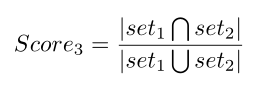 Score₃ = |set₁ ⋂ set₂| / |set₁ ⋃ set₂|